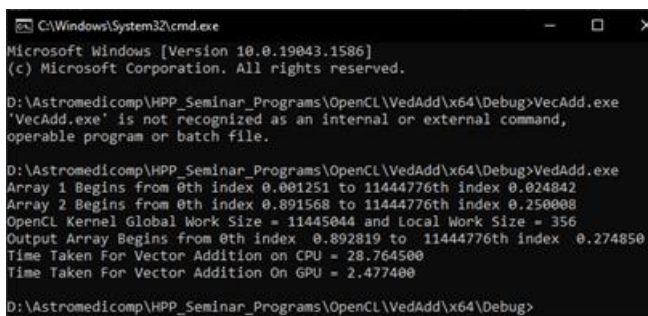 C:\Windows\System32\cmd.exe
Microsoft Windows [Version 10.0.19043.1586]
(c) Microsoft Corporation. All rights reserved.
D:\Astromedicomp\HPP_Seminar_Programs\OpenCL\VedAdd\x64\Debug>VecAdd.exe
'VecAdd.exe' is not recognized as an internal or external command,
operable program or batch file.
D:\Astromedicomp\HPP_Seminar_Programs\OpenCL\VedAdd\x64\Debug>VedAdd.exe
Array 1 Begins from 0th index 0.001251 to 11444776th index 0.024842
Array 2 Begins from 0th index 0.891568 to 11444776th index 0.250008
OpenCL Kernel Global Work Size = 11445044 and Local Work Size = 356
Output Array Begins from 0th index  0.892819 to  11444776th index  0.274850
Time Taken For Vector Addition on CPU = 28.764500
Time Taken For Vector Addition On GPU = 2.477400
D:\Astromedicomp\HPP_Seminar_Programs\OpenCL\VedAdd\x64\Debug>